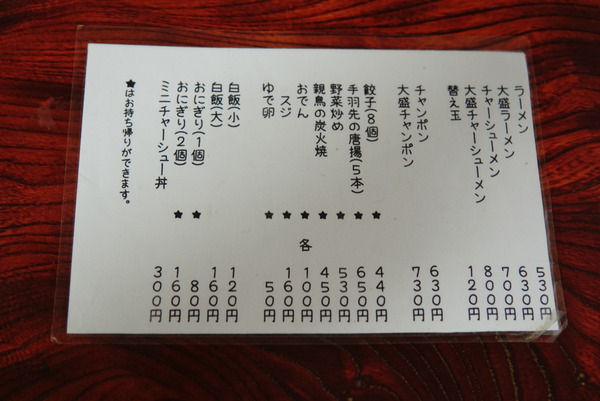 ラーメン 530円
大盛ラーメン 630円
チャーシューメン 700円
大盛チャーシューメン 800円
替え玉 120円
チャンポン 630円
大盛チャンポン 730円
餃子(8個) ★ 440円
手羽先の唐揚(5本) ★ 650円
野菜炒め ★ 530円
親鳥の炭火焼 ★ 450円
おでん ★ 各 100円
スジ ★ 160円
ゆで卵 ★ 50円
白飯(小) 120円
白飯(大) 160円
おにぎり(1個) ★ 80円
おにぎり(2個) ★ 160円
ミニチャーシュー丼 300円
★はお持ち帰りができます。